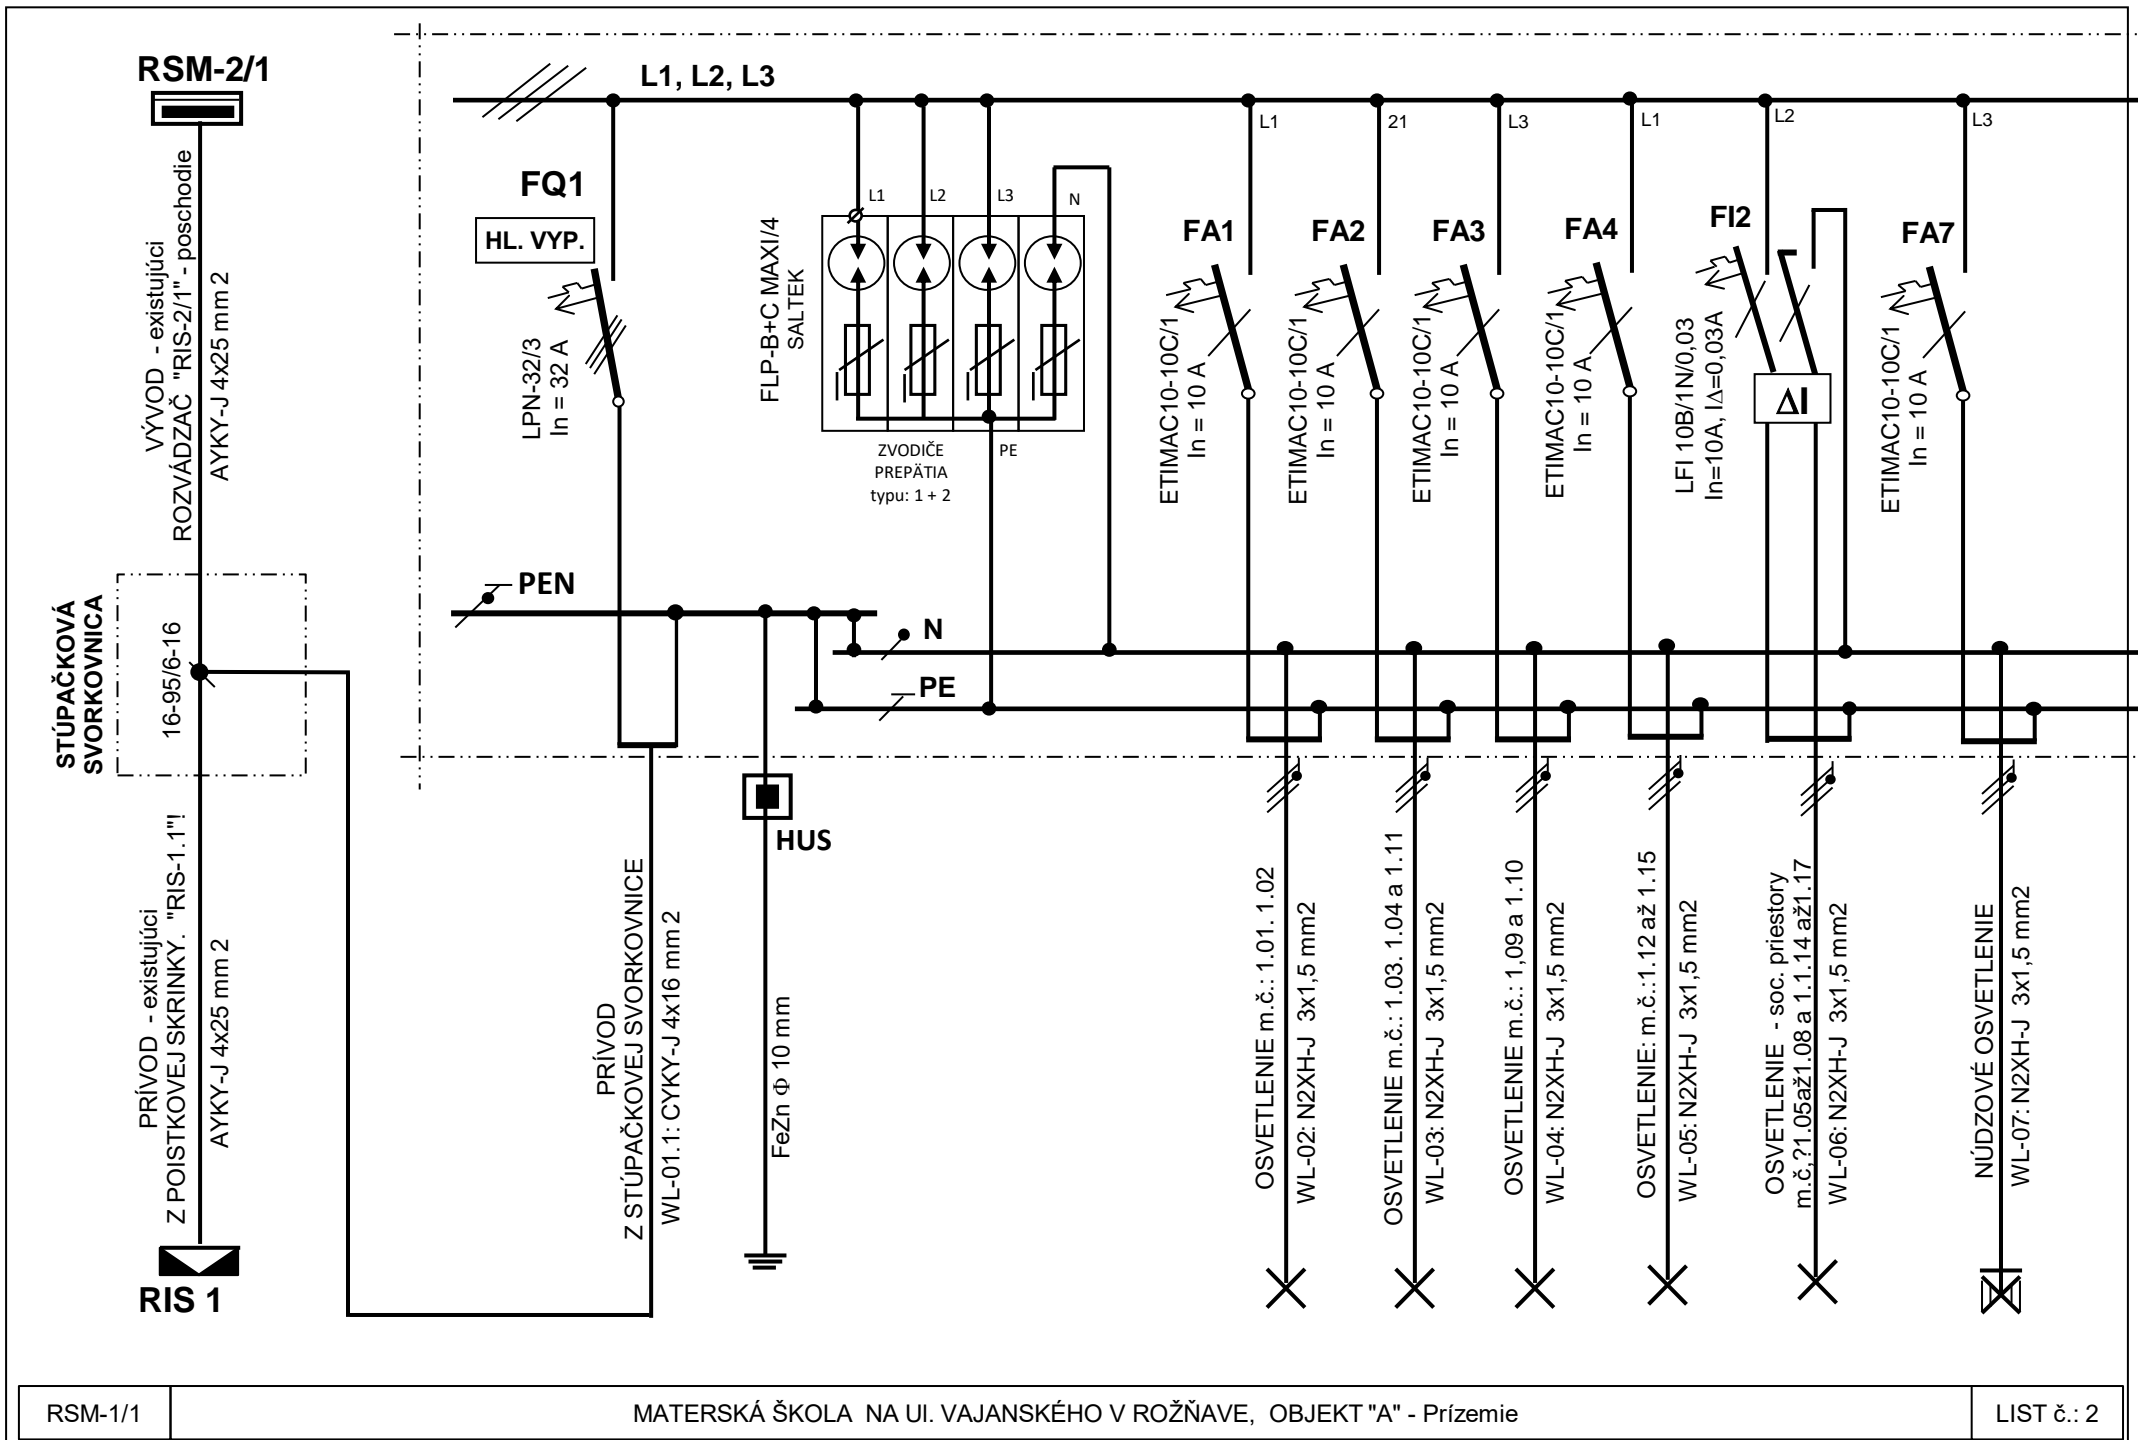 RSM-2/1
VÝVOD - existujúci
ROZVÁDZAČ "RIS-2/1" - poschodie
AYKY-J 4x25 mm 2
STÚPAČKOVÁ
SVORKOVNICA
16-95/6-16
PRÍVOD - existujúci
Z POISTKOVEJ SKRINKY. "RIS-1.1"!
AYKY-J 4x25 mm 2
RIS 1
L1, L2, L3
FQ1
HL. VYP.
LPN-32/3
In = 32 A
FLP-B+C MAXI/4
SALTEK
L1
L2
L3
N
ZVODIČE
PREPÄTIA
typu: 1 + 2
PE
L1
21
L3
L1
L2
L3
FA1
ETIMAC10-10C/1
In = 10 A
FA2
ETIMAC10-10C/1
In = 10 A
FA3
ETIMAC10-10C/1
In = 10 A
FA4
ETIMAC10-10C/1
In = 10 A
FI2
LFI 10B/1N/0,03
In=10A, IΔ=0,03A
ΔI
FA7
ETIMAC10-10C/1
In = 10 A
PEN
N
PE
HUS
PRÍVOD
Z STÚPAČKOVEJ SVORKOVNICE
WL-01.1: CYKY-J 4x16 mm 2
FeZn Φ 10 mm
OSVETLENIE m.č.: 1.01. 1.02
WL-02: N2XH-J 3x1,5 mm2
OSVETLENIE m.č.: 1.03. 1.04 a 1.11
WL-03: N2XH-J 3x1,5 mm2
OSVETLENIE m.č.: 1,09 a 1.10
WL-04: N2XH-J 3x1,5 mm2
OSVETLENIE: m.č.:1.12 až 1.15
WL-05: N2XH-J 3x1,5 mm2
OSVETLENIE - soc. priestory
m.č,?1.05až1.08 a 1.1.14 až1.17
WL-06: N2XH-J 3x1,5 mm2
NÚDZOVÉ OSVETLENIE
WL-07: N2XH-J 3x1,5 mm2
RSM-1/1
MATERSKÁ ŠKOLA NA Ul. VAJANSKÉHO V ROŽŇAVE, OBJEKT "A" - Prízemie
LIST č.: 2